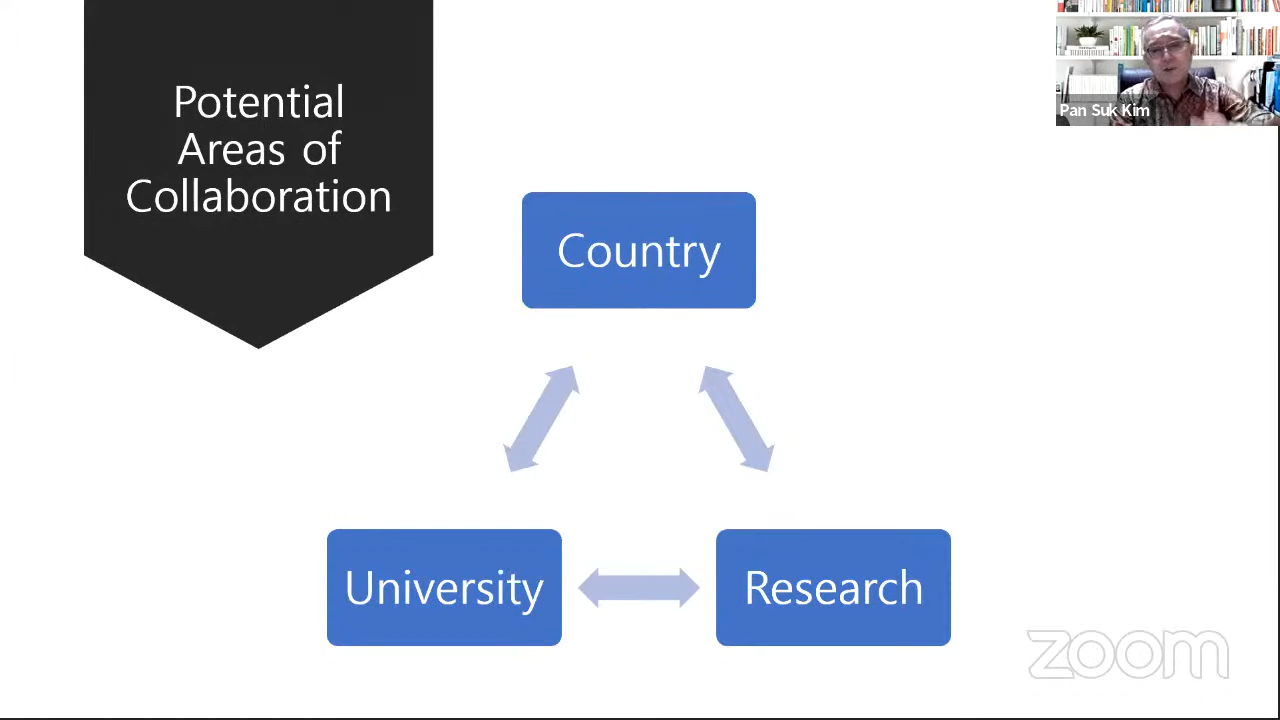 Potential
Areas of
Collaboration
Pan Suk Kim
Country
University
Research
zoom